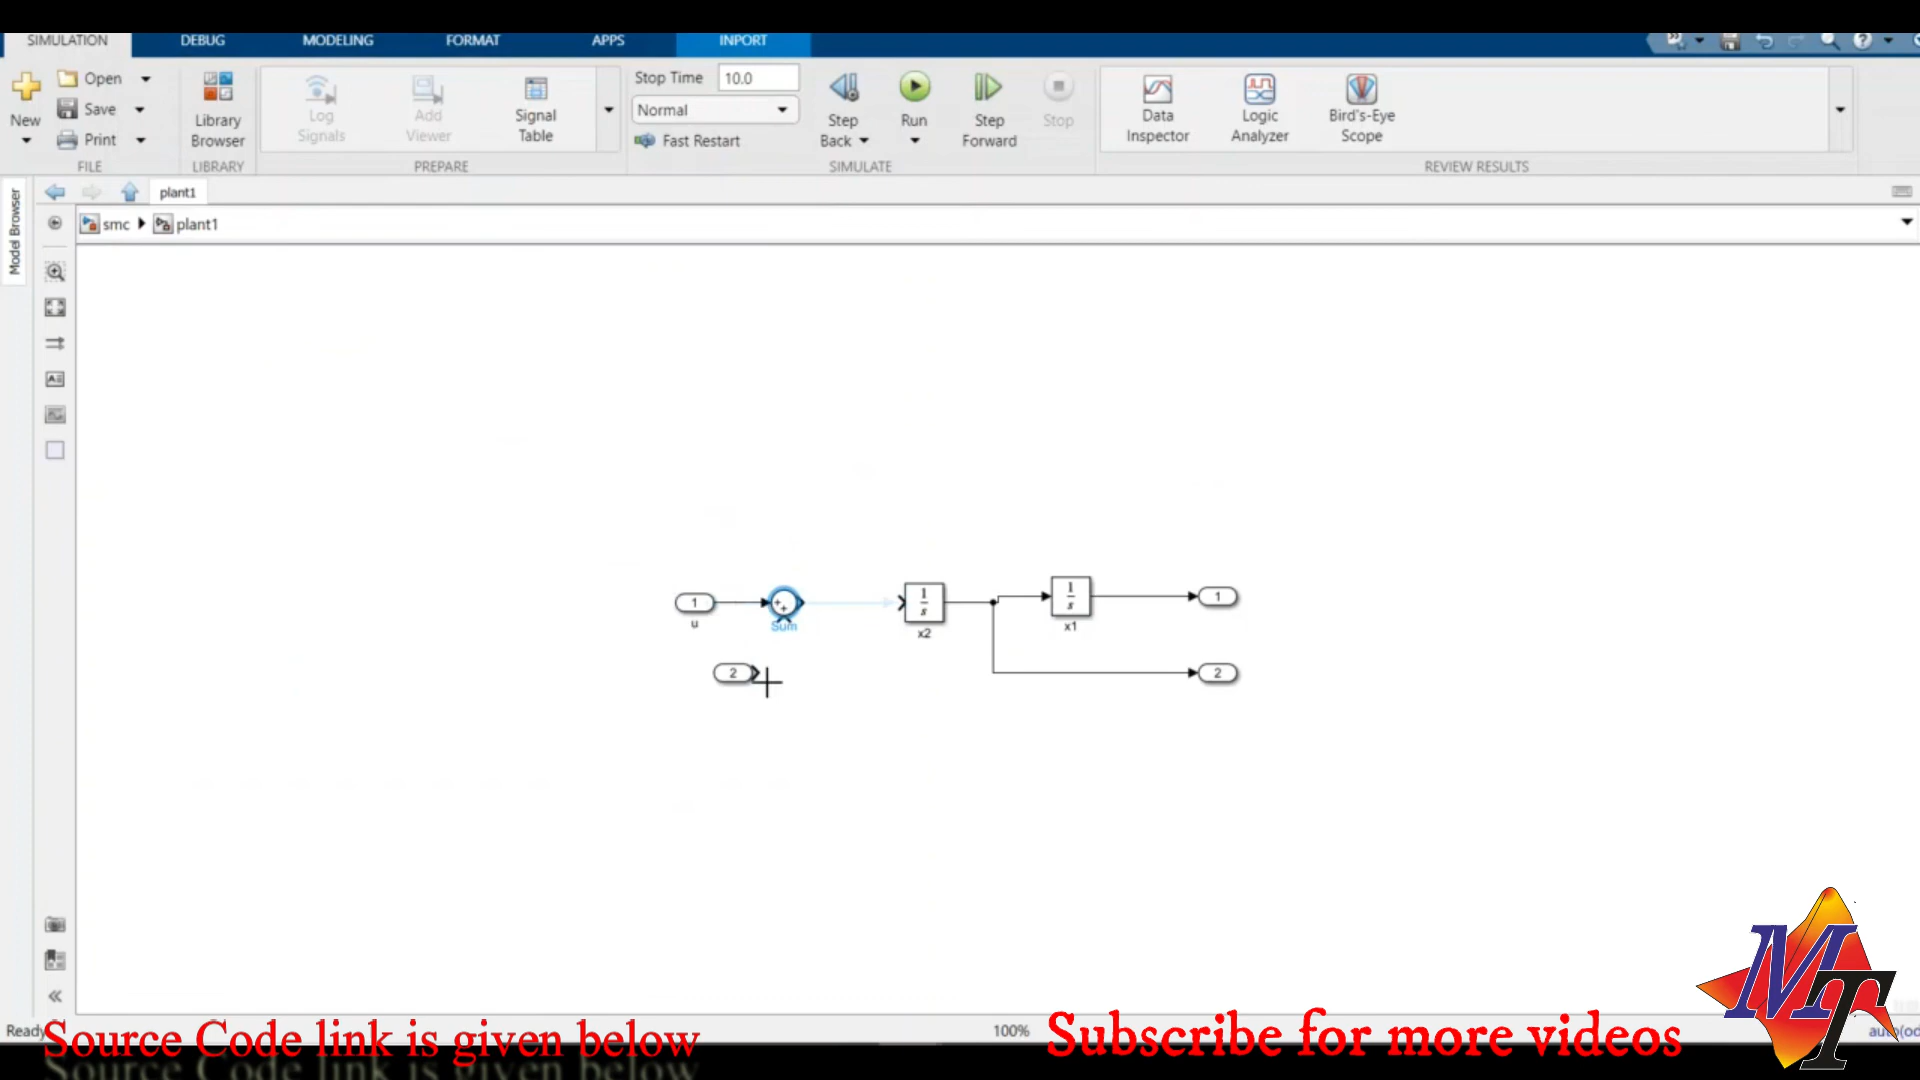 SIMULATION DEBUG MODELING FORMAT APPS INPORT
New Open Save Print
Library Browser
Log Signals
Add Viewer
Signal Table
Stop Time 10.0
Normal
Fast Restart
Step Back
Run
Step Forward
Stop
Data Inspector
Logic Analyzer
Bird's-Eye Scope
FILE LIBRARY PREPARE SIMULATE REVIEW RESULTS
Model Browser
plant1
smc plant1
1
u
Sum
1
s
x2
1
s
x1
1
2
2
Ready
100%
Source Code link is given below
Subscribe for more videos
MT